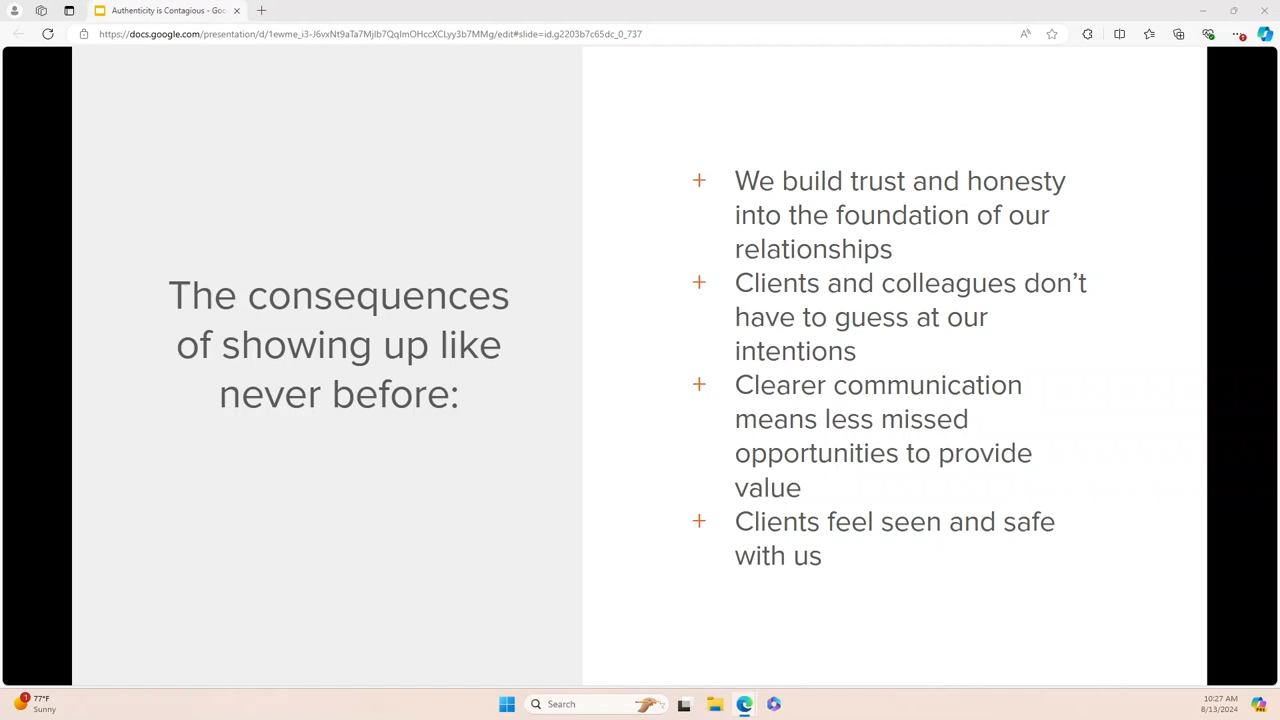 Authenticity is Contagious - Goo
https://docs.google.com/presentation/d/1ewme_i3-J6vxNt9aTa7MjIb7QqImOHccXCLyy3b7MMg/edit#slide=id.g2203b7c65dc_0_737
The consequences
of showing up like
never before:
+ We build trust and honesty
into the foundation of our
relationships
+ Clients and colleagues don’t
have to guess at our
intentions
+ Clearer communication
means less missed
opportunities to provide
value
+ Clients feel seen and safe
with us
1
77°F
Sunny
Search
10:27 AM
8/13/2024